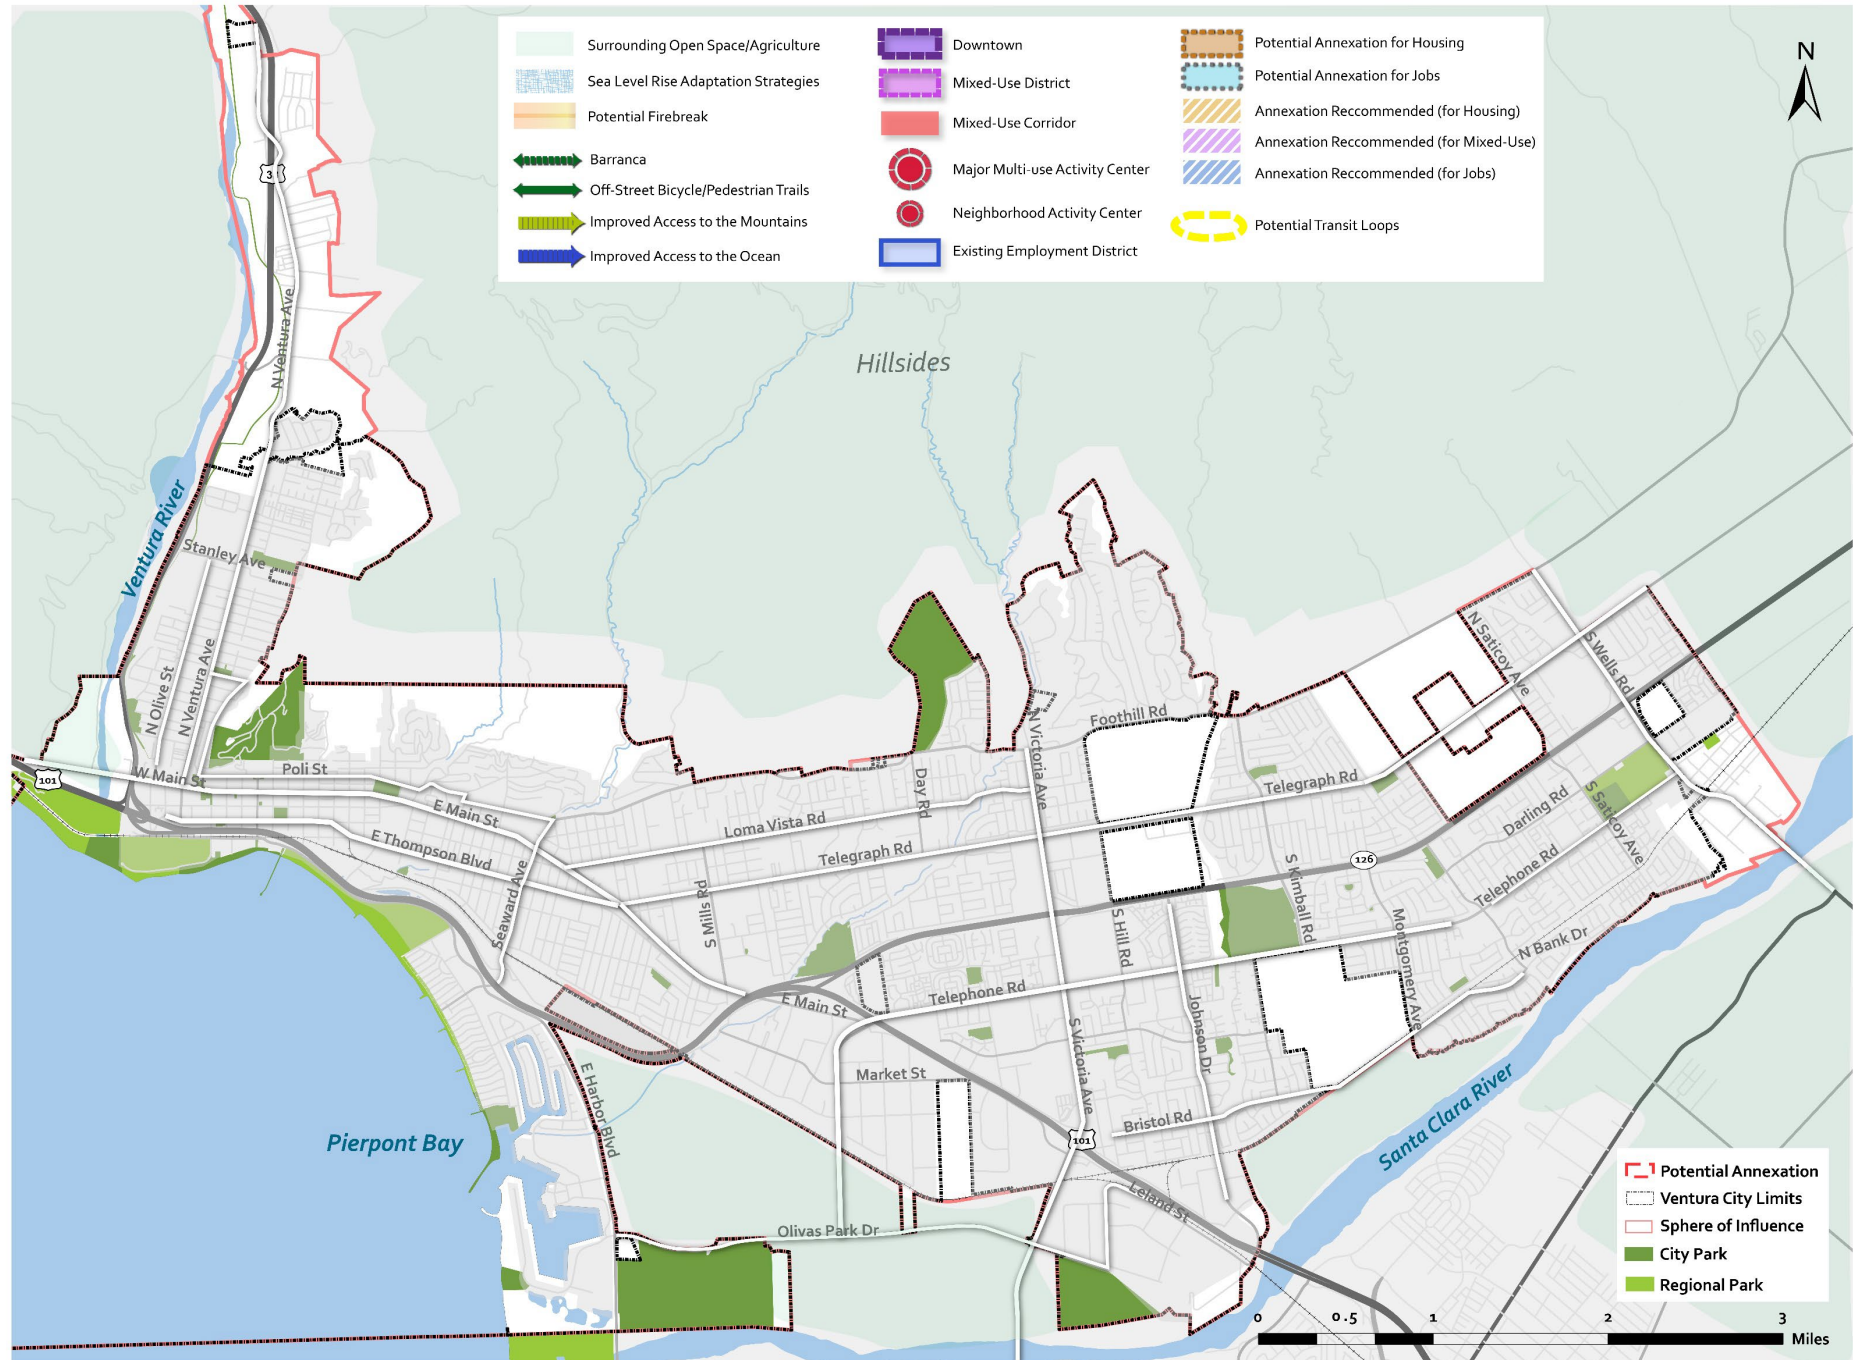 Surrounding Open Space/Agriculture
Sea Level Rise Adaptation Strategies
Potential Firebreak
Barranca
Off-Street Bicycle/Pedestrian Trails
Improved Access to the Mountains
Improved Access to the Ocean
Downtown
Mixed-Use District
Mixed-Use Corridor
Major Multi-use Activity Center
Neighborhood Activity Center
Existing Employment District
Potential Annexation for Housing
Potential Annexation for Jobs
Annexation Reccommended (for Housing)
Annexation Reccommended (for Mixed-Use)
Annexation Reccommended (for Jobs)
Potential Transit Loops
N
33
N Ventura Ave
Hillsides
Ventura River
Stanley Ave
N Olive St
N Ventura Ave
101
W Main St
Poli St
E Main St
E Thompson Blvd
Seaward Ave
Loma Vista Rd
Day Rd
Telegraph Rd
S Mills Rd
N Victoria Ave
Foothill Rd
Telegraph Rd
N Saticoy Ave
S Wells Rd
S Saticoy Ave
Darling Rd
126
S Kimball Rd
Telephone Rd
Montgomery Ave
N Bank Dr
S Hill Rd
Telephone Rd
E Main St
Johnson Dr
S Victoria Ave
Market St
E Harbor Blvd
Bristol Rd
101
Leland St
Olivas Park Dr
Pierpont Bay
Santa Clara River
Potential Annexation
Ventura City Limits
Sphere of Influence
City Park
Regional Park
0 0.5 1 2 3
Miles